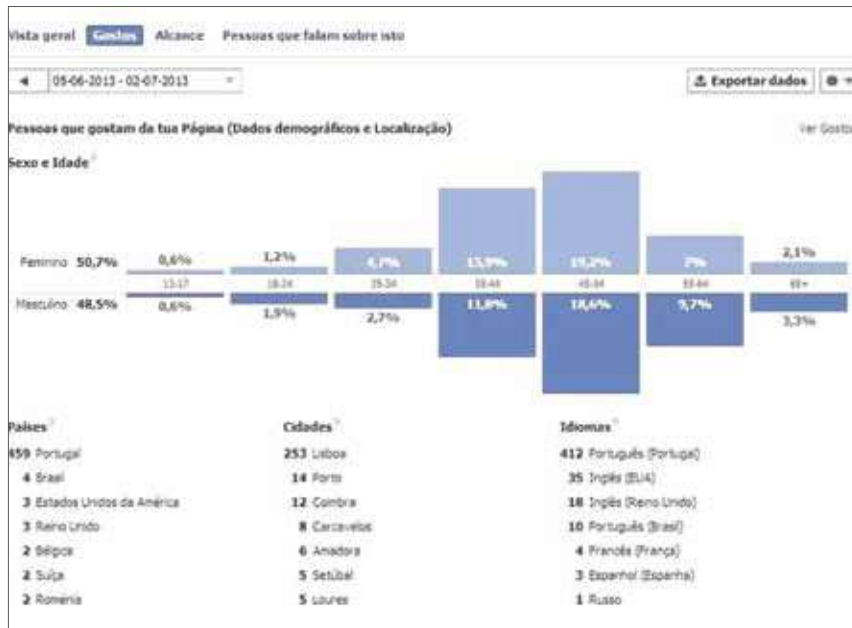 Vista geral Gostos Alcance Pessoas que falam sobre isto
05-06-2013 - 02-07-2013 Exportar dados
Pessoas que gostam da tua Página (Dados demográficos e Localização) Ver Gosto
Sexo e Idade ?
Feminino 50,7% 0,6% 1,2% 4,7% 15,9% 19,2% 7% 2,1%
13-17 18-24 25-34 35-44 45-54 55-64 65+
Masculino 48,5% 0,6% 1,9% 2,7% 11,8% 18,6% 9,7% 3,3%
Países ? Cidades ? Idiomas ?
459 Portugal 253 Lisboa 412 Português (Portugal)
4 Brasil 14 Porto 35 Inglês (EUA)
3 Estados Unidos da América 12 Coimbra 18 Inglês (Reino Unido)
3 Reino Unido 8 Carcavelos 10 Português (Brasil)
2 Bélgica 6 Amadora 4 Francês (França)
2 Suíça 5 Setúbal 3 Espanhol (Espanha)
2 Roménia 5 Loures 1 Russo